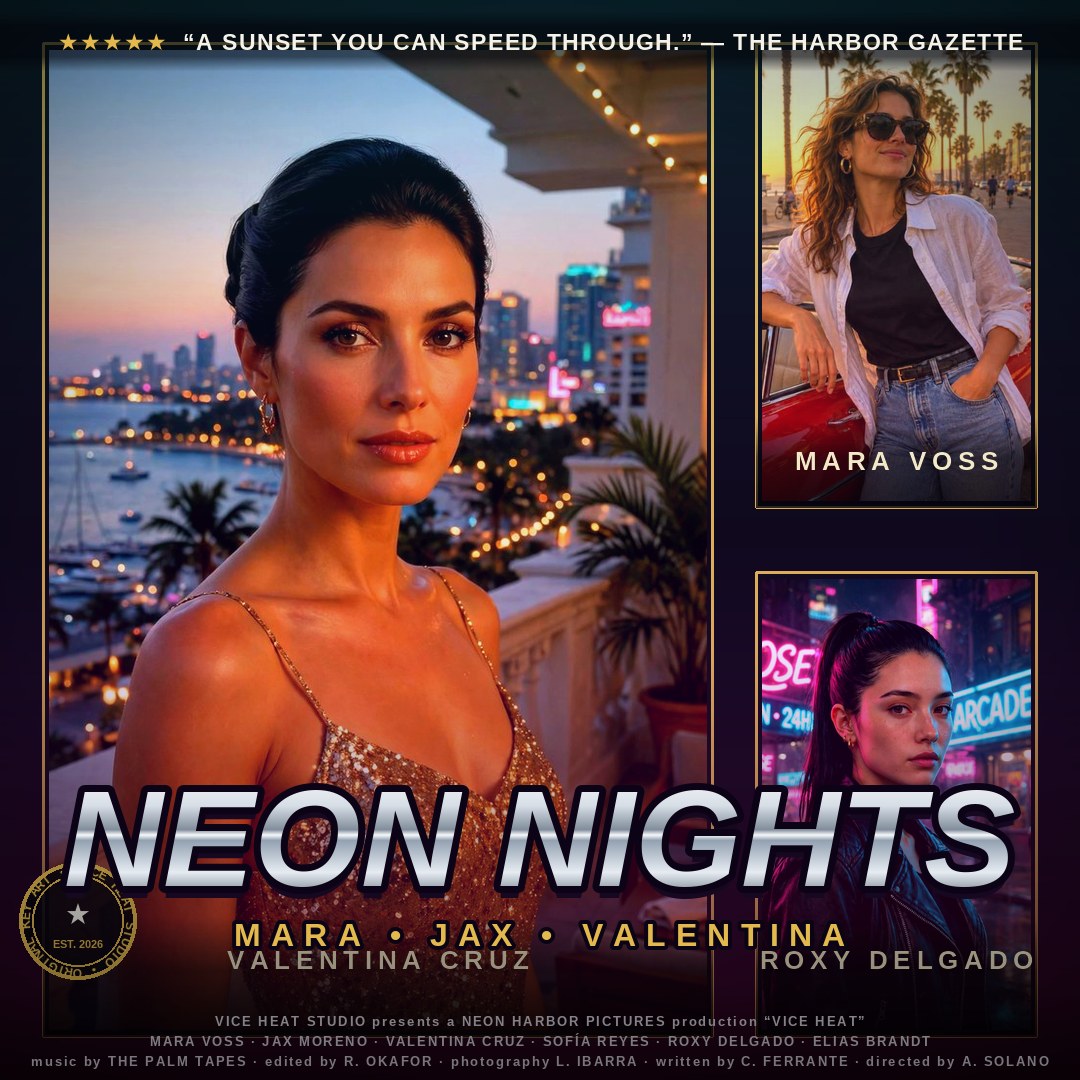 ★★★★★ “A SUNSET YOU CAN SPEED THROUGH.” — THE HARBOR GAZETTE
MARA VOSS
OSE
N • 24H
ARCADE
NEON NIGHTS
★
EST. 2026
MARA • JAX • VALENTINA
VALENTINA CRUZ
ROXY DELGADO
VICE HEAT STUDIO presents a NEON HARBOR PICTURES production “VICE HEAT”
MARA VOSS · JAX MORENO · VALENTINA CRUZ · SOFÍA REYES · ROXY DELGADO · ELIAS BRANDT
music by THE PALM TAPES · edited by R. OKAFOR · photography L. IBARRA · written by C. FERRANTE · directed by A. SOLANO